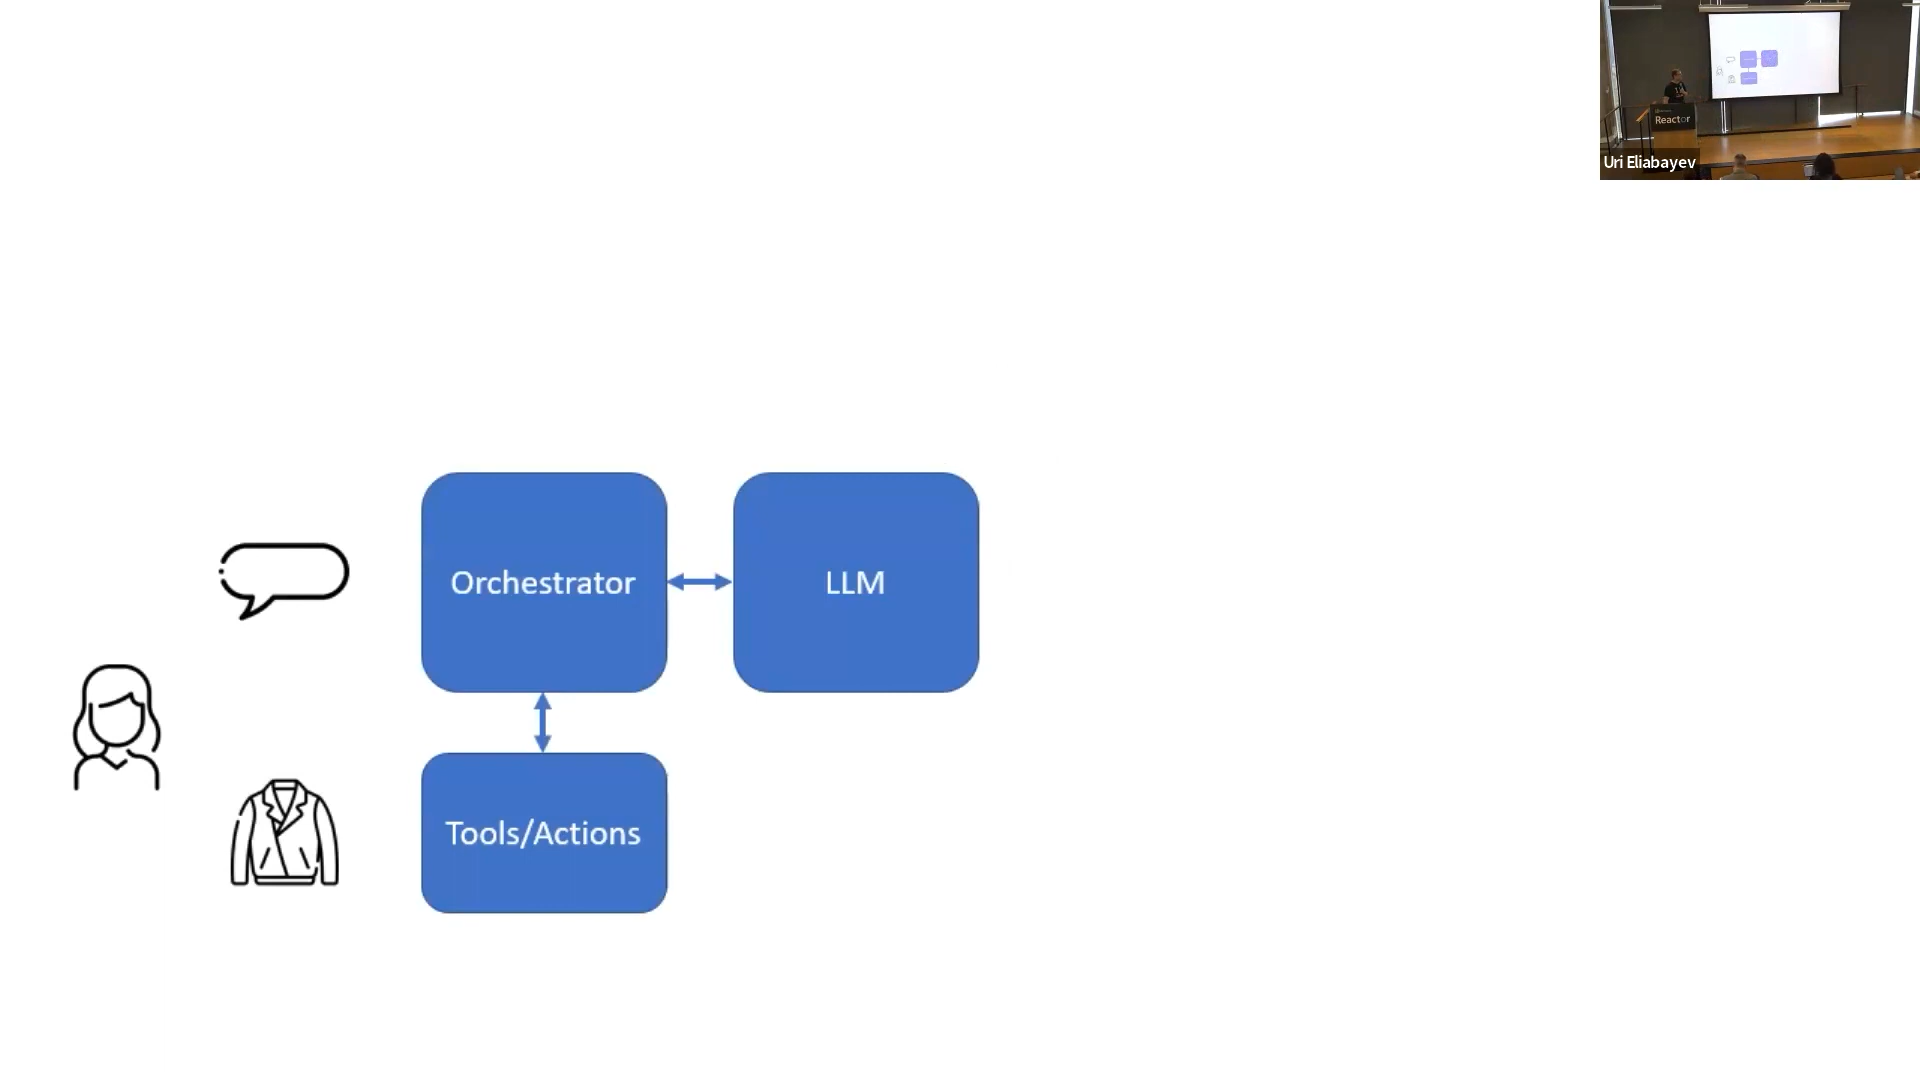 Orchestrator
LLM
Tools/Actions
Reactor
Uri Eliabayev